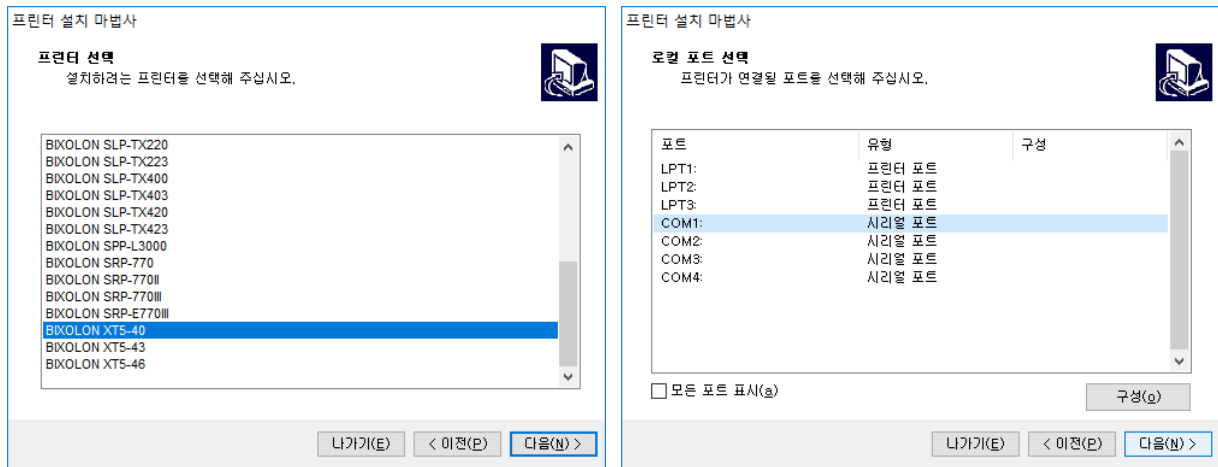 프린터 설치 마법사
프린터 선택
설치하려는 프린터를 선택해 주십시오.
BIXOLON SLP-TX220
BIXOLON SLP-TX223
BIXOLON SLP-TX400
BIXOLON SLP-TX403
BIXOLON SLP-TX420
BIXOLON SLP-TX423
BIXOLON SPP-L3000
BIXOLON SRP-770
BIXOLON SRP-770II
BIXOLON SRP-770III
BIXOLON SRP-E770III
BIXOLON XT5-40
BIXOLON XT5-43
BIXOLON XT5-46
나가기(E) < 이전(P) 다음(N) >
프린터 설치 마법사
로컬 포트 선택
프린터가 연결될 포트를 선택해 주십시오.
포트 유형 구성
LPT1: 프린터 포트
LPT2: 프린터 포트
LPT3: 프린터 포트
COM1: 시리얼 포트
COM2: 시리얼 포트
COM3: 시리얼 포트
COM4: 시리얼 포트
모든 포트 표시(a)
구성(o)
나가기(E) < 이전(P) 다음(N) >